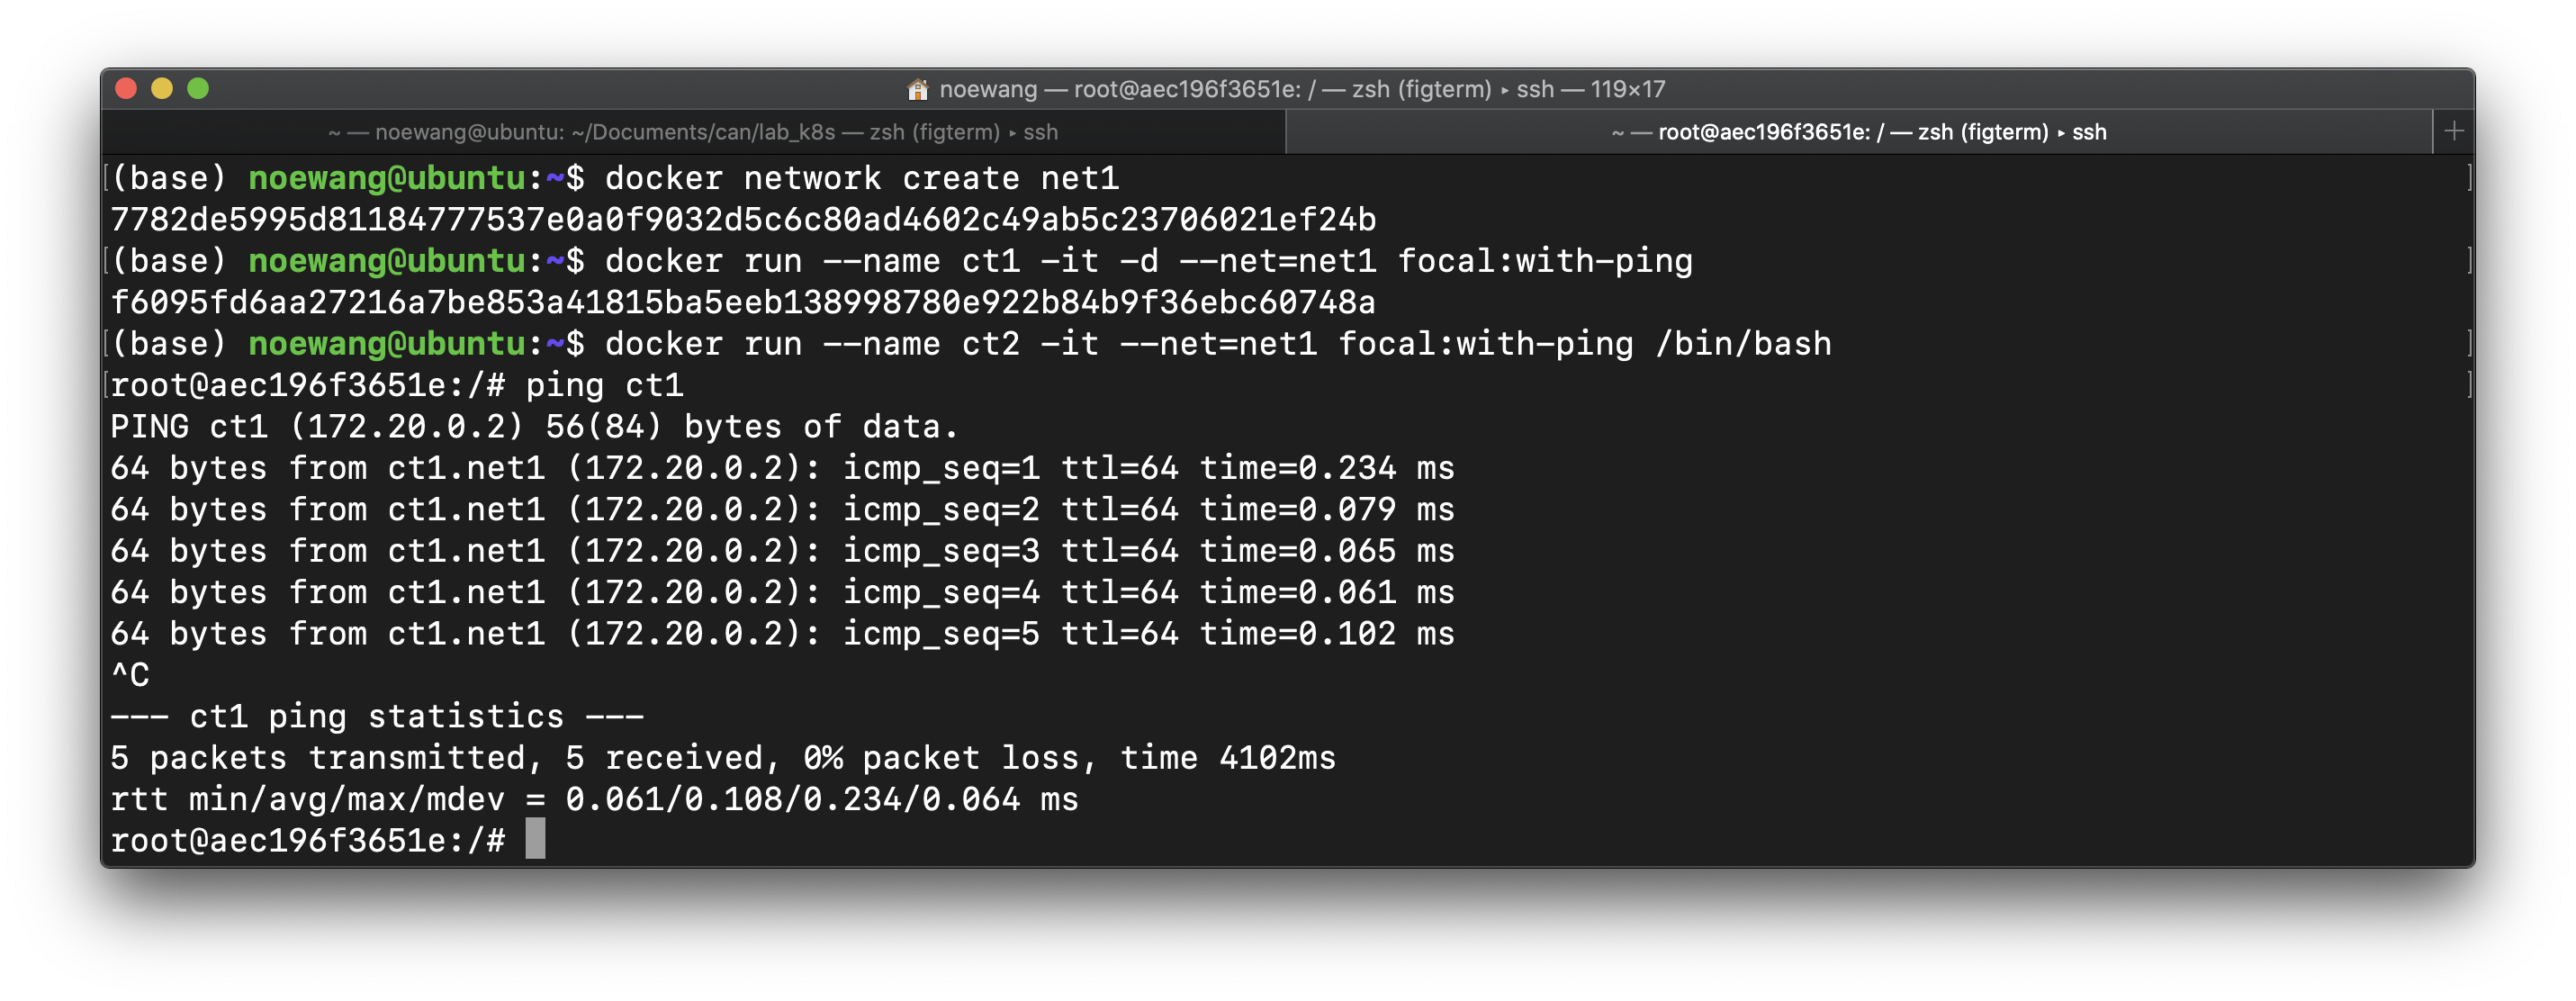 noewang — root@aec196f3651e: / — zsh (figterm) ▸ ssh — 119×17
~ — noewang@ubuntu: ~/Documents/can/lab_k8s — zsh (figterm) ▸ ssh
~ — root@aec196f3651e: / — zsh (figterm) ▸ ssh
[(base) noewang@ubuntu:~$ docker network create net1 ]
7782de5995d81184777537e0a0f9032d5c6c80ad4602c49ab5c23706021ef24b
[(base) noewang@ubuntu:~$ docker run --name ct1 -it -d --net=net1 focal:with-ping ]
f6095fd6aa27216a7be853a41815ba5eeb138998780e922b84b9f36ebc60748a
[(base) noewang@ubuntu:~$ docker run --name ct2 -it --net=net1 focal:with-ping /bin/bash ]
[root@aec196f3651e:/# ping ct1 ]
PING ct1 (172.20.0.2) 56(84) bytes of data.
64 bytes from ct1.net1 (172.20.0.2): icmp_seq=1 ttl=64 time=0.234 ms
64 bytes from ct1.net1 (172.20.0.2): icmp_seq=2 ttl=64 time=0.079 ms
64 bytes from ct1.net1 (172.20.0.2): icmp_seq=3 ttl=64 time=0.065 ms
64 bytes from ct1.net1 (172.20.0.2): icmp_seq=4 ttl=64 time=0.061 ms
64 bytes from ct1.net1 (172.20.0.2): icmp_seq=5 ttl=64 time=0.102 ms
^C
--- ct1 ping statistics ---
5 packets transmitted, 5 received, 0% packet loss, time 4102ms
rtt min/avg/max/mdev = 0.061/0.108/0.234/0.064 ms
root@aec196f3651e:/#